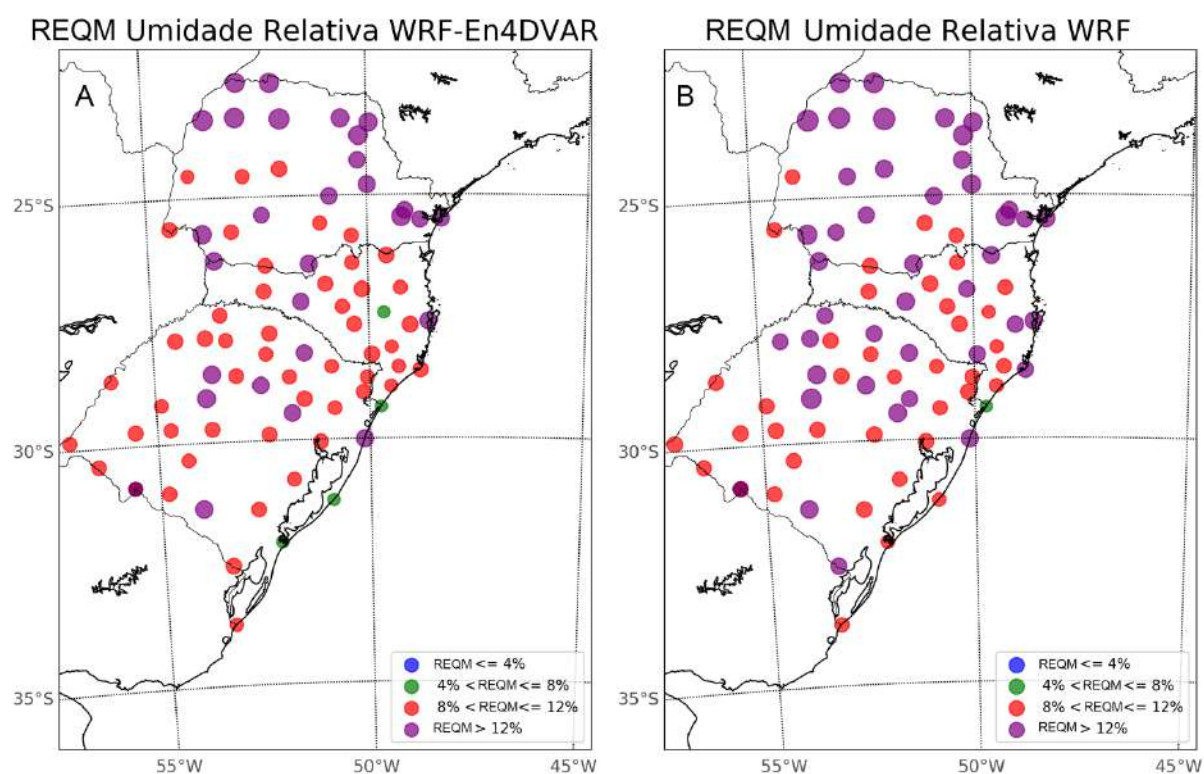 REQM Umidade Relativa WRF-En4DVAR
A
25°S
30°S
35°S
55°W
50°W
45°W
REQM <= 4%
4% < REQM <= 8%
8% < REQM <= 12%
REQM > 12%
REQM Umidade Relativa WRF
B
25°S
30°S
35°S
55°W
50°W
45°W
REQM <= 4%
4% < REQM <= 8%
8% < REQM <= 12%
REQM > 12%